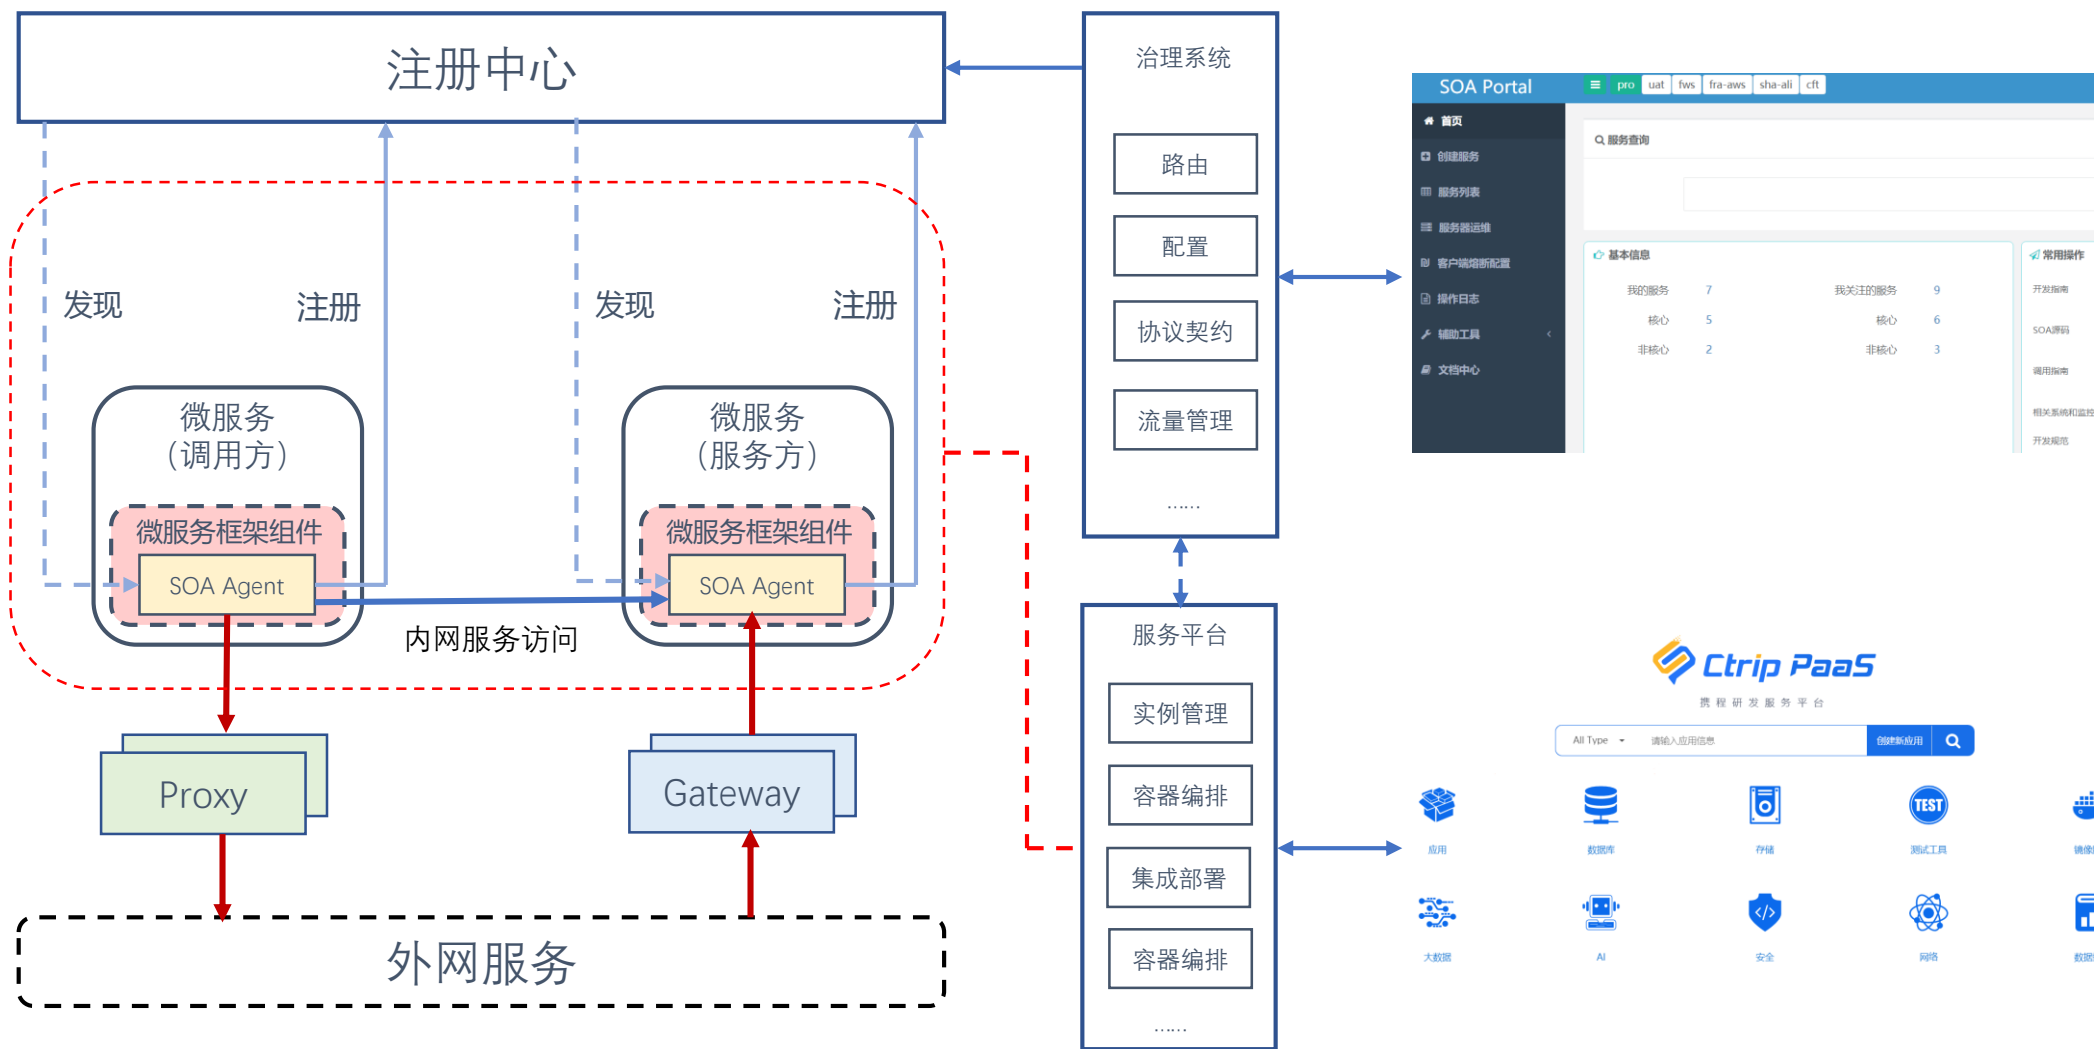 注册中心
发现
注册
发现
注册
微服务
（调用方）
微服务框架组件
SOA Agent
微服务
（服务方）
微服务框架组件
SOA Agent
内网服务访问
Proxy
Gateway
外网服务
治理系统
路由
配置
协议契约
流量管理
......
服务平台
实例管理
容器编排
集成部署
容器编排
......
SOA Portal
pro uat fws fra-aws sha-ali cft
首页
创建服务
服务列表
服务器运维
客户端熔断配置
操作日志
辅助工具
文档中心
服务查询
基本信息
我的服务 7 我关注的服务 9
核心 5 核心 6
非核心 2 非核心 3
常用操作
开发指南
SOA源码
调用指南
相关系统和监控
开发规范
Ctrip PaaS
携程研发服务平台
All Type 请输入应用信息 创建新应用
应用 数据库 存储 TEST 测试工具 镜像
大数据 AI 安全 网络 数据